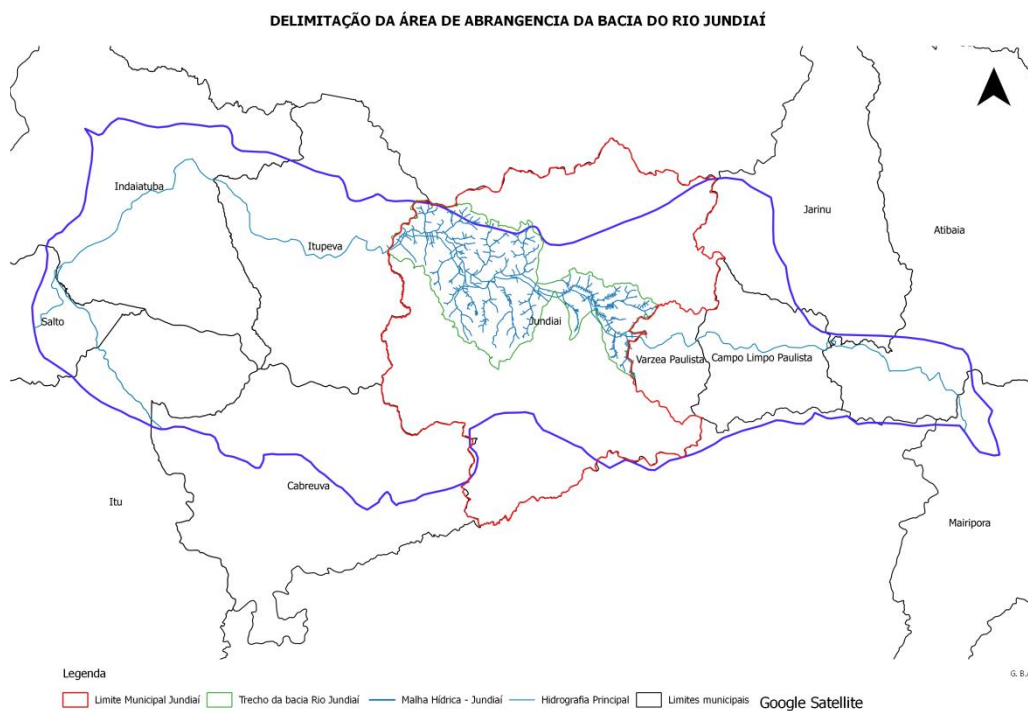 DELIMITAÇÃO DA ÁREA DE ABRANGENCIA DA BACIA DO RIO JUNDIAÍ
Indaiatuba
Jarinu
Atibaia
Itupeva
Salto
Jundiai
Varzea Paulista
Campo Limpo Paulista
Cabreuva
Itu
Mairipora
Legenda
G. B.
Limite Municipal Jundiaí
Trecho da bacia Rio Jundiaí
Malha Hídrica - Jundiaí
Hidrografia Principal
Limites municipais
Google Satellite